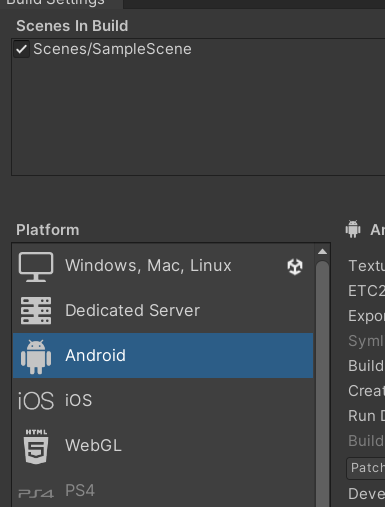 Build Settings
Scenes In Build
Scenes/SampleScene
Platform
Windows, Mac, Linux
Dedicated Server
Android
iOS iOS
HTML
5
WebGL
PS4 PS4
An
Textu
ETC2
Expor
Syml
Build
Creat
Run D
Build
Patch
Deve